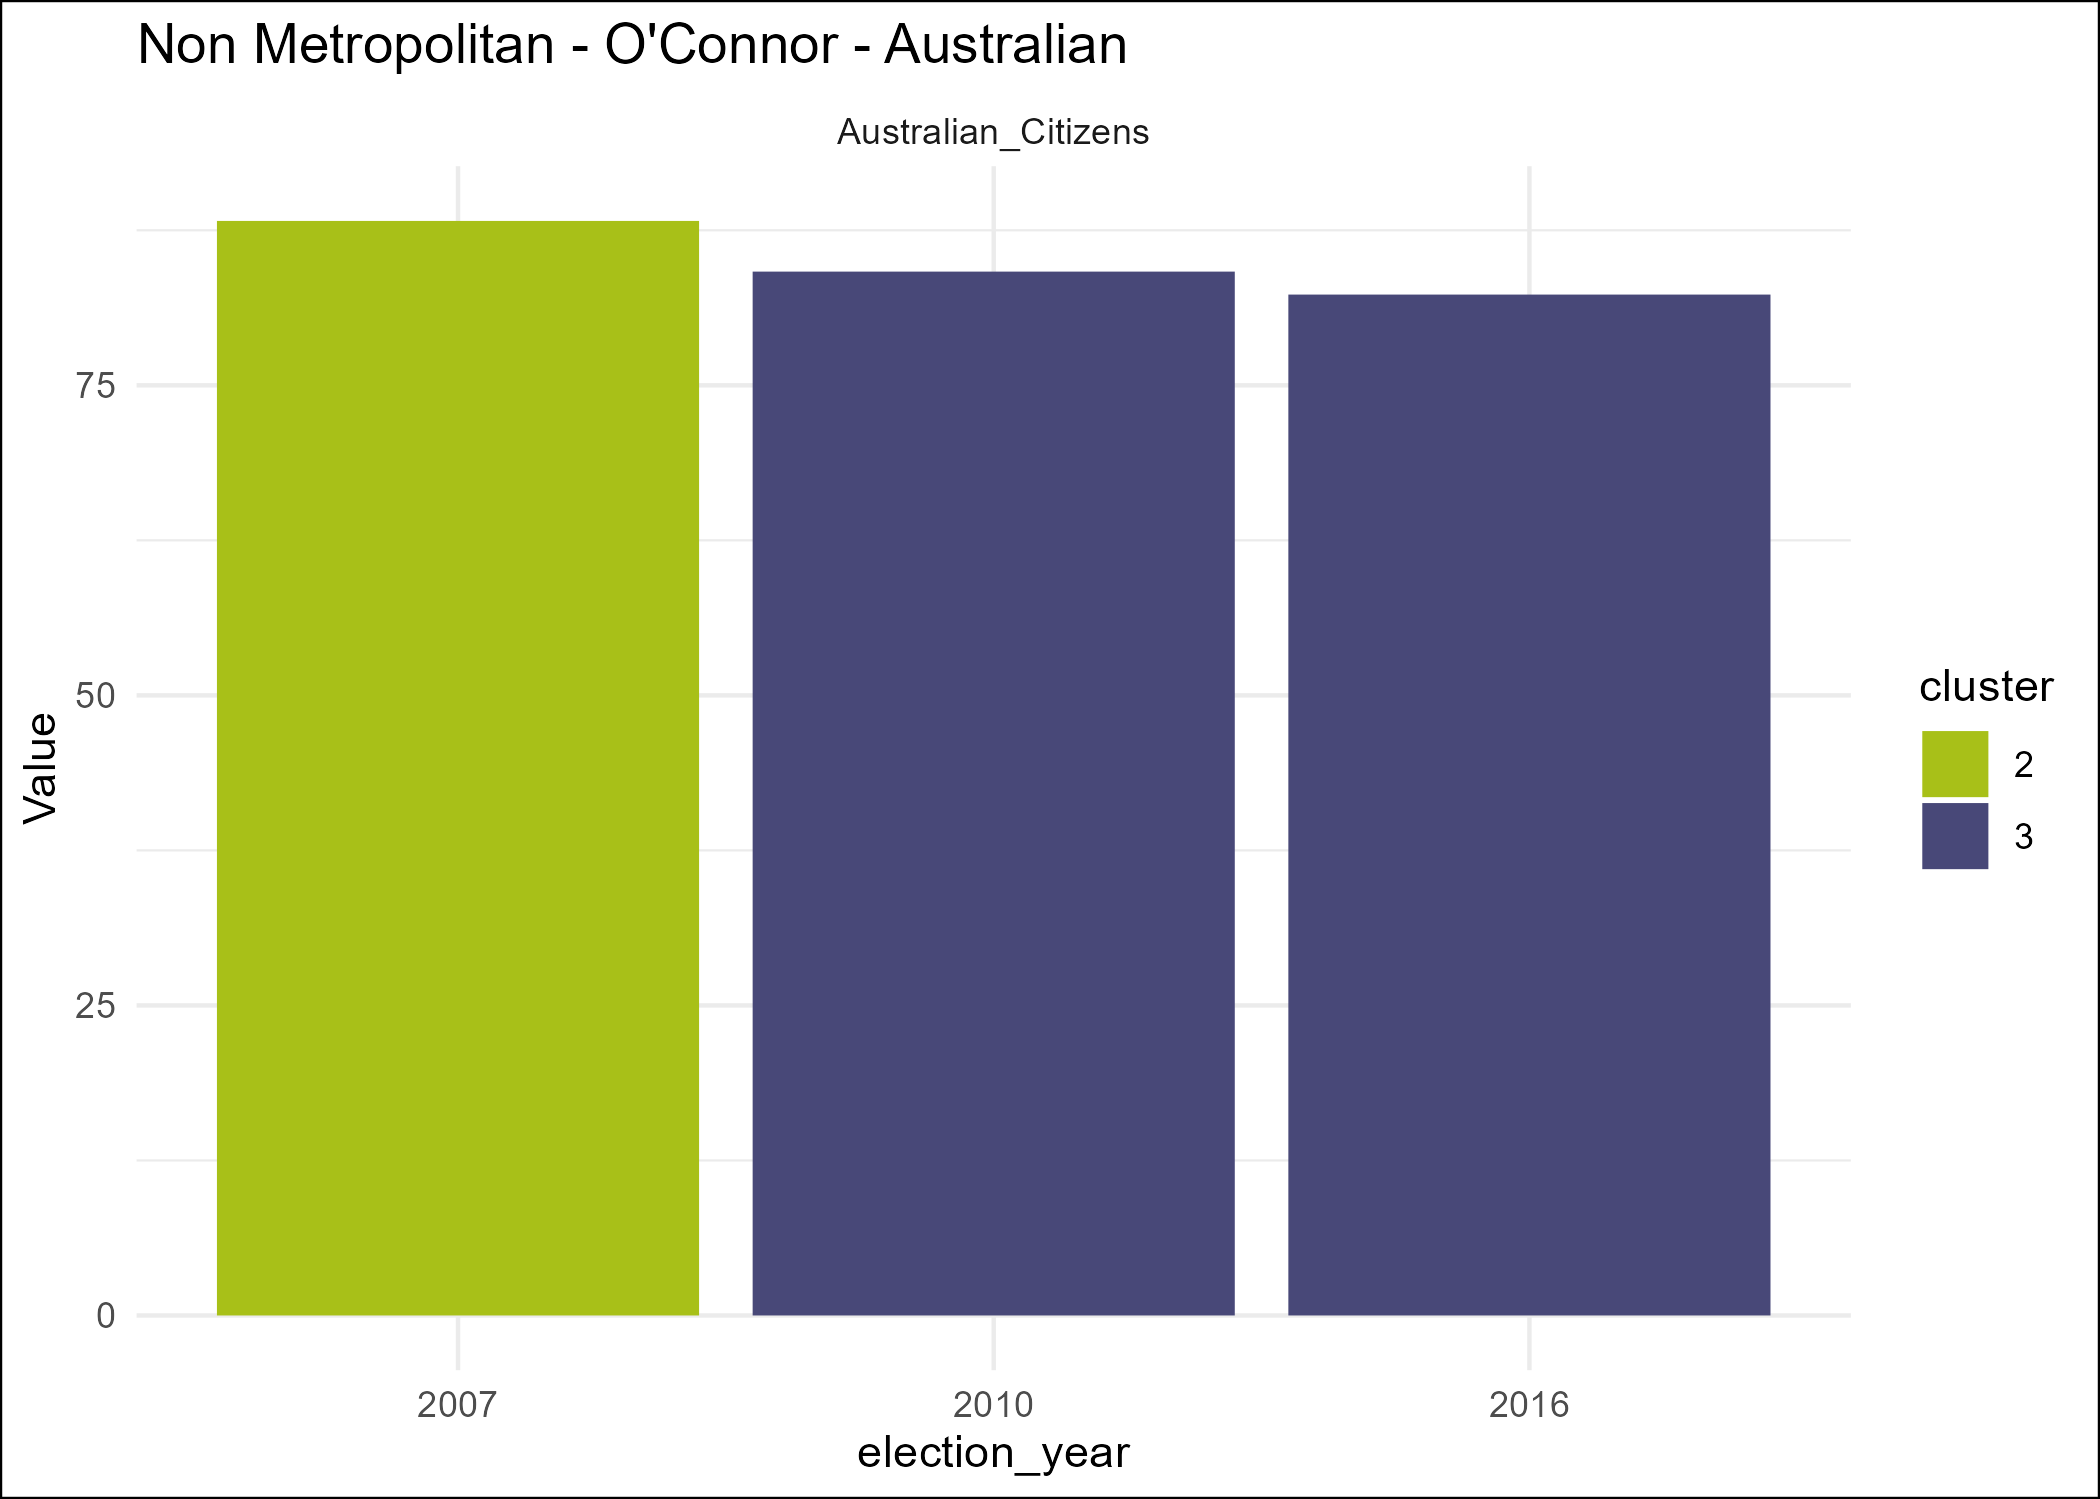 Non Metropolitan - O'Connor - Australian
Australian_Citizens
75
50
25
0
Value
2007
2010
2016
election_year
cluster
2
3